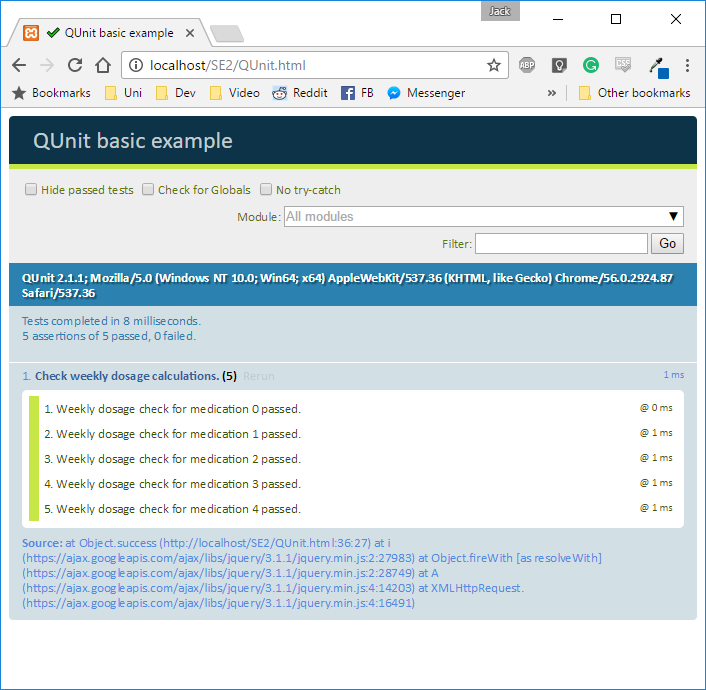 Jack
QUnit basic example
localhost/SE2/QUnit.html
ABP
CSS
Bookmarks Uni Dev Video Reddit FB Messenger » Other bookmarks
QUnit basic example
Hide passed tests Check for Globals No try-catch
Module: All modules
Filter: Go
QUnit 2.1.1; Mozilla/5.0 (Windows NT 10.0; Win64; x64) AppleWebKit/537.36 (KHTML, like Gecko) Chrome/56.0.2924.87
Safari/537.36
Tests completed in 8 milliseconds.
5 assertions of 5 passed, 0 failed.
1. Check weekly dosage calculations. (5) Rerun 1 ms
1. Weekly dosage check for medication 0 passed. @ 0 ms
2. Weekly dosage check for medication 1 passed. @ 1 ms
3. Weekly dosage check for medication 2 passed. @ 1 ms
4. Weekly dosage check for medication 3 passed. @ 1 ms
5. Weekly dosage check for medication 4 passed. @ 1 ms
Source: at Object.success (http://localhost/SE2/QUnit.html:36:27) at i
(https://ajax.googleapis.com/ajax/libs/jquery/3.1.1/jquery.min.js:2:27983) at Object.fireWith [as resolveWith]
(https://ajax.googleapis.com/ajax/libs/jquery/3.1.1/jquery.min.js:2:28749) at A
(https://ajax.googleapis.com/ajax/libs/jquery/3.1.1/jquery.min.js:4:14203) at XMLHttpRequest.
(https://ajax.googleapis.com/ajax/libs/jquery/3.1.1/jquery.min.js:4:16491)